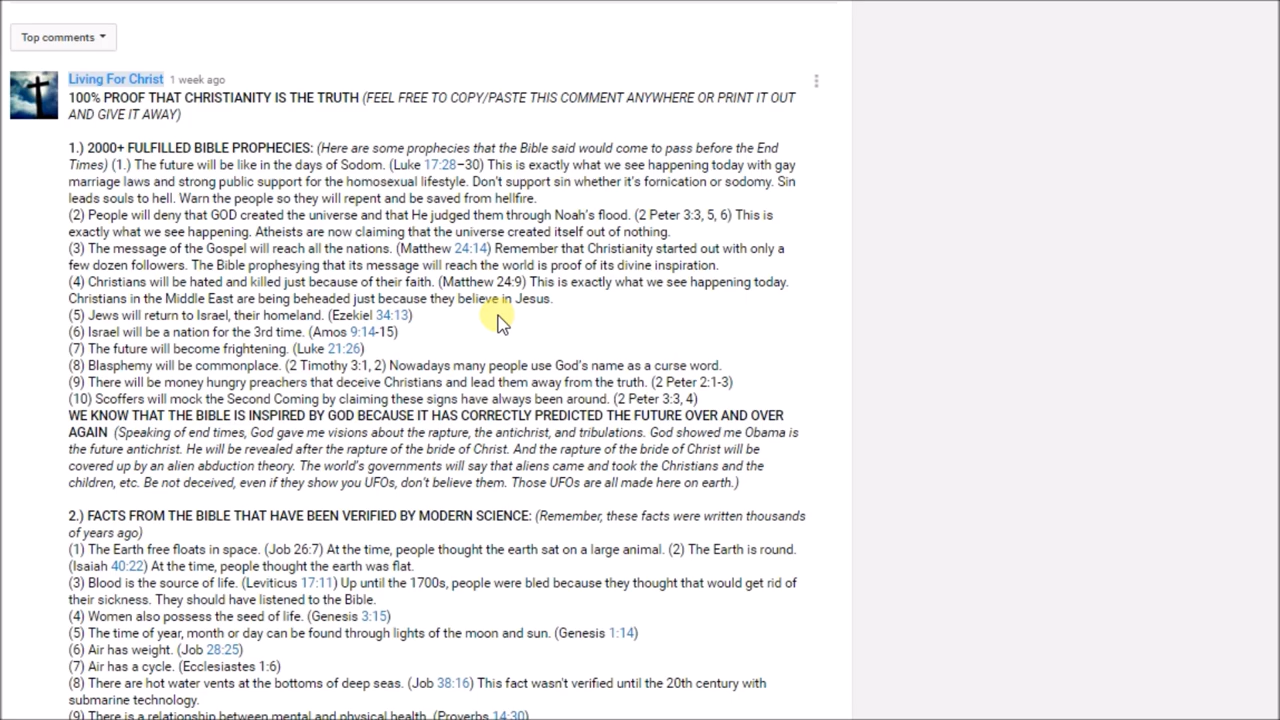 Top comments
Living For Christ 1 week ago
100% PROOF THAT CHRISTIANITY IS THE TRUTH (FEEL FREE TO COPY/PASTE THIS COMMENT ANYWHERE OR PRINT IT OUT
AND GIVE IT AWAY)
1.) 2000+ FULFILLED BIBLE PROPHECIES: (Here are some prophecies that the Bible said would come to pass before the End
Times) (1.) The future will be like in the days of Sodom. (Luke 17:28–30) This is exactly what we see happening today with gay
marriage laws and strong public support for the homosexual lifestyle. Don't support sin whether it's fornication or sodomy. Sin
leads souls to hell. Warn the people so they will repent and be saved from hellfire.
(2) People will deny that GOD created the universe and that He judged them through Noah's flood. (2 Peter 3:3, 5, 6) This is
exactly what we see happening. Atheists are now claiming that the universe created itself out of nothing.
(3) The message of the Gospel will reach all the nations. (Matthew 24:14) Remember that Christianity started out with only a
few dozen followers. The Bible prophesying that its message will reach the world is proof of its divine inspiration.
(4) Christians will be hated and killed just because of their faith. (Matthew 24:9) This is exactly what we see happening today.
Christians in the Middle East are being beheaded just because they believe in Jesus.
(5) Jews will return to Israel, their homeland. (Ezekiel 34:13)
(6) Israel will be a nation for the 3rd time. (Amos 9:14-15)
(7) The future will become frightening. (Luke 21:26)
(8) Blasphemy will be commonplace. (2 Timothy 3:1, 2) Nowadays many people use God's name as a curse word.
(9) There will be money hungry preachers that deceive Christians and lead them away from the truth. (2 Peter 2:1-3)
(10) Scoffers will mock the Second Coming by claiming these signs have always been around. (2 Peter 3:3, 4)
WE KNOW THAT THE BIBLE IS INSPIRED BY GOD BECAUSE IT HAS CORRECTLY PREDICTED THE FUTURE OVER AND OVER
AGAIN (Speaking of end times, God gave me visions about the rapture, the antichrist, and tribulations. God showed me Obama is
the future antichrist. He will be revealed after the rapture of the bride of Christ. And the rapture of the bride of Christ will be
covered up by an alien abduction theory. The world's governments will say that aliens came and took the Christians and the
children, etc. Be not deceived, even if they show you UFOs, don't believe them. Those UFOs are all made here on earth.)
2.) FACTS FROM THE BIBLE THAT HAVE BEEN VERIFIED BY MODERN SCIENCE: (Remember, these facts were written thousands
of years ago)
(1) The Earth free floats in space. (Job 26:7) At the time, people thought the earth sat on a large animal. (2) The Earth is round.
(Isaiah 40:22) At the time, people thought the earth was flat.
(3) Blood is the source of life. (Leviticus 17:11) Up until the 1700s, people were bled because they thought that would get rid of
their sickness. They should have listened to the Bible.
(4) Women also possess the seed of life. (Genesis 3:15)
(5) The time of year, month or day can be found through lights of the moon and sun. (Genesis 1:14)
(6) Air has weight. (Job 28:25)
(7) Air has a cycle. (Ecclesiastes 1:6)
(8) There are hot water vents at the bottoms of deep seas. (Job 38:16) This fact wasn't verified until the 20th century with
submarine technology.
(9) There is a relationship between mental and physical health. (Proverbs 14:30)